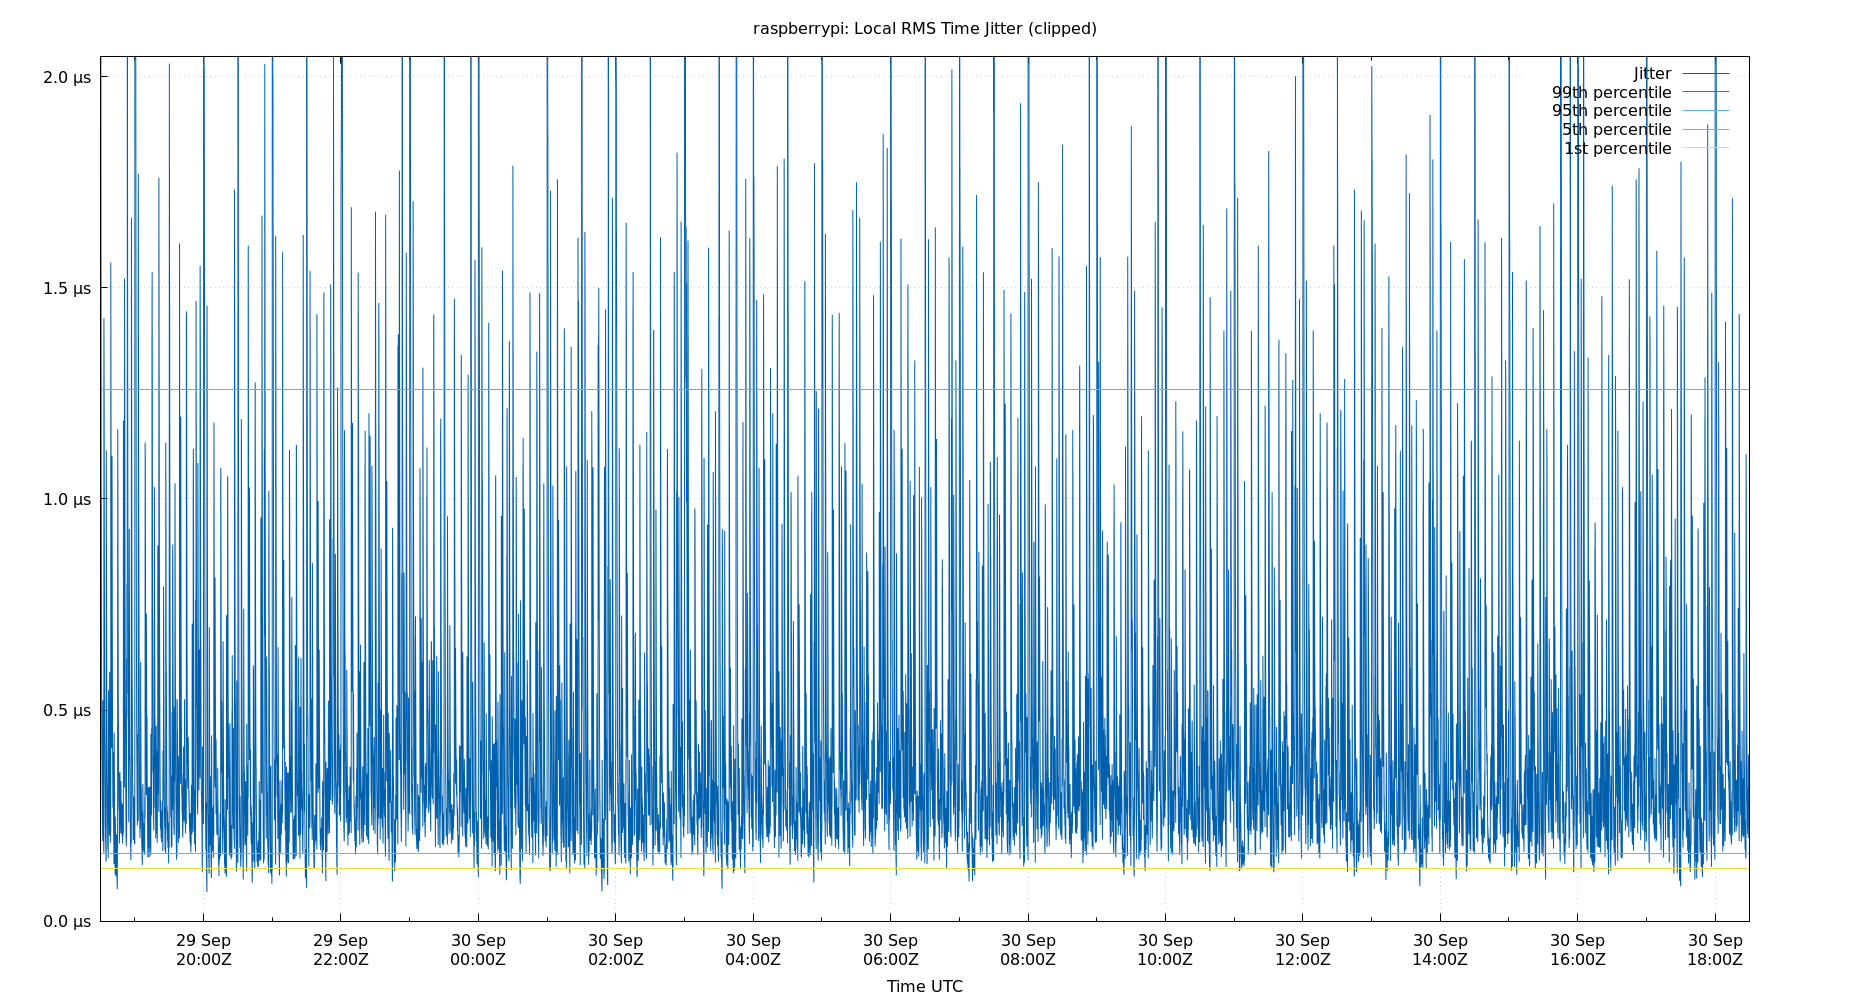 raspberrypi: Local RMS Time Jitter (clipped)
2.0 µs
1.5 µs
1.0 µs
0.5 µs
0.0 µs
Jitter
99th percentile
95th percentile
5th percentile
1st percentile
29 Sep 29 Sep 30 Sep 30 Sep 30 Sep 30 Sep 30 Sep 30 Sep 30 Sep 30 Sep 30 Sep 30 Sep
20:00Z 22:00Z 00:00Z 02:00Z 04:00Z 06:00Z 08:00Z 10:00Z 12:00Z 14:00Z 16:00Z 18:00Z
Time UTC